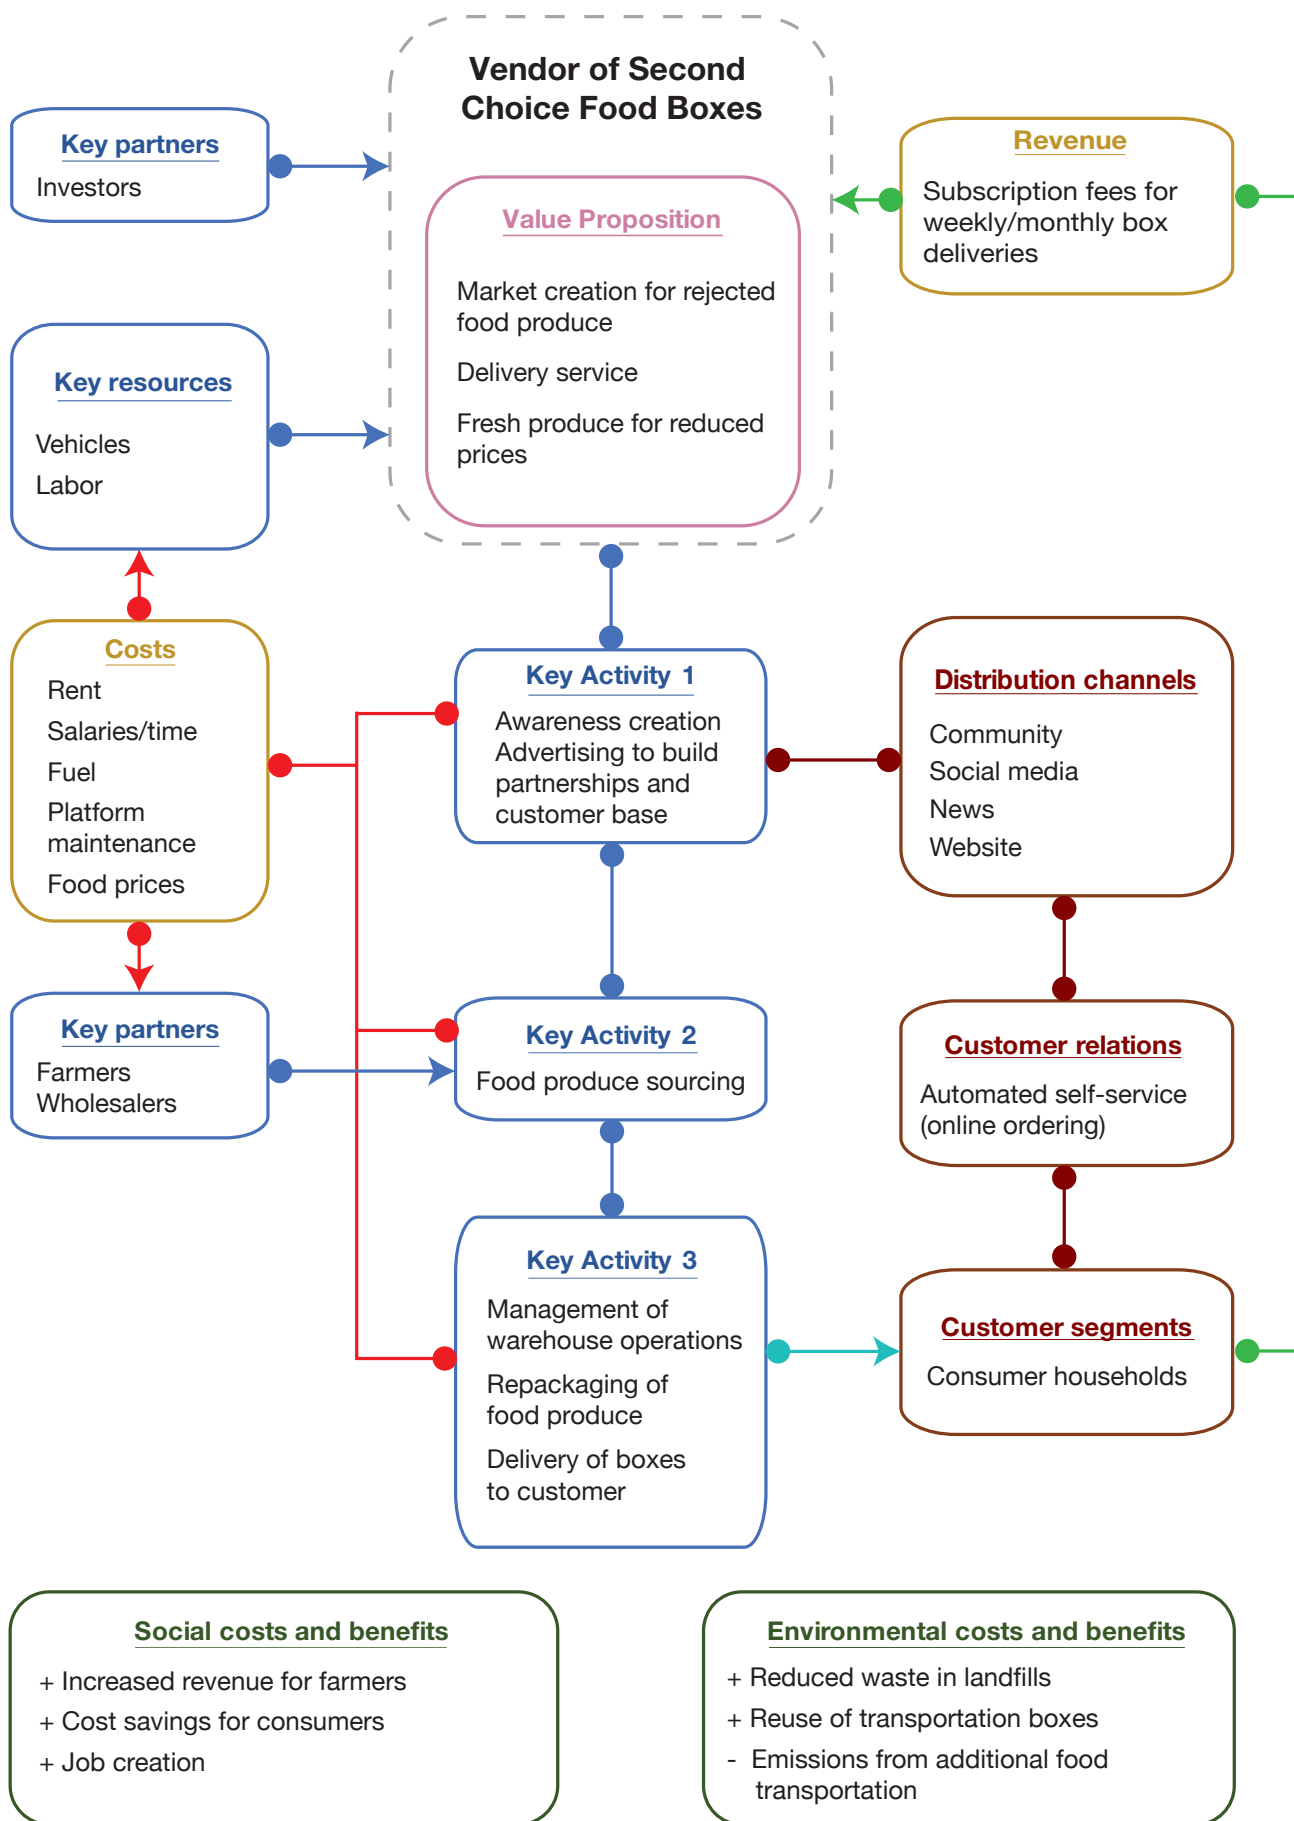 Vendor of Second
Choice Food Boxes
Key partners
Investors
Value Proposition
Market creation for rejected
food produce
Delivery service
Fresh produce for reduced
prices
Revenue
Subscription fees for
weekly/monthly box
deliveries
Key resources
Vehicles
Labor
Costs
Rent
Salaries/time
Fuel
Platform
maintenance
Food prices
Key Activity 1
Awareness creation
Advertising to build
partnerships and
customer base
Distribution channels
Community
Social media
News
Website
Key partners
Farmers
Wholesalers
Key Activity 2
Food produce sourcing
Customer relations
Automated self-service
(online ordering)
Key Activity 3
Management of
warehouse operations
Repackaging of
food produce
Delivery of boxes
to customer
Customer segments
Consumer households
Social costs and benefits
+ Increased revenue for farmers
+ Cost savings for consumers
+ Job creation
Environmental costs and benefits
+ Reduced waste in landfills
+ Reuse of transportation boxes
- Emissions from additional food
transportation